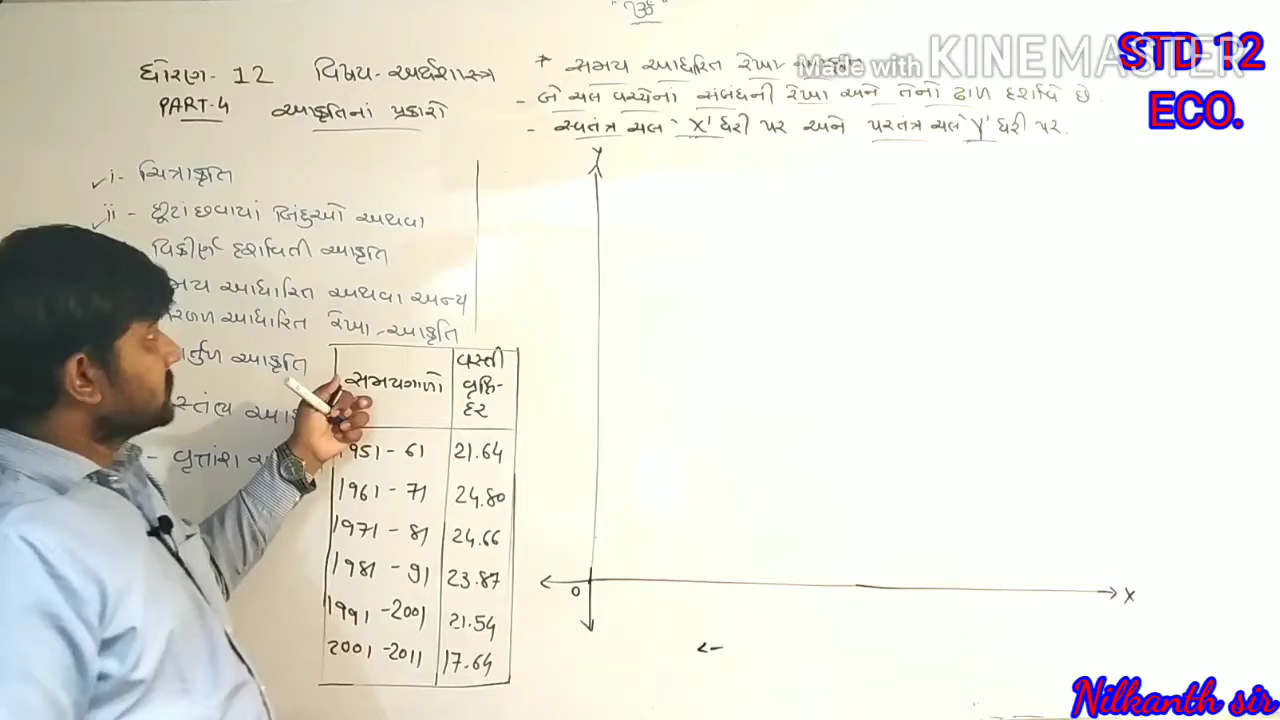 "ૐ"
ધોરણ- 12 વિષય- અર્થશાસ્ત્ર
PART-4 આકૃતિનાં પ્રકારો
i- ચિત્રાકૃતિ
ii- છૂટાંછવાયાં બિંદુઓ અથવા
વિકીર્ણ દર્શાવતી આકૃતિ
આધારિત અથવા અન્ય
આધારિત રેખા-આકૃતિ
આકૃતિ
- વૃત્તાંશ
સમયગાળો વસ્તી વૃદ્ધિ-દર
1951 - 61 21.64
1961 - 71 24.80
1971 - 81 24.66
1981 - 91 23.87
1991 - 2001 21.54
2001 - 2011 17.64
* સમય આધારિત રેખા-
- બે ચલ વચ્ચેના સંબંધની રેખા અને તેનો ઢાળ દર્શાવે છે.
- સ્વતંત્ર ચલ 'X' ધરી પર અને પરતંત્ર ચલ 'Y' ધરી પર.
Y
O
X
Made with KINEMASTER
STD 12
ECO.
Nilkanth sir